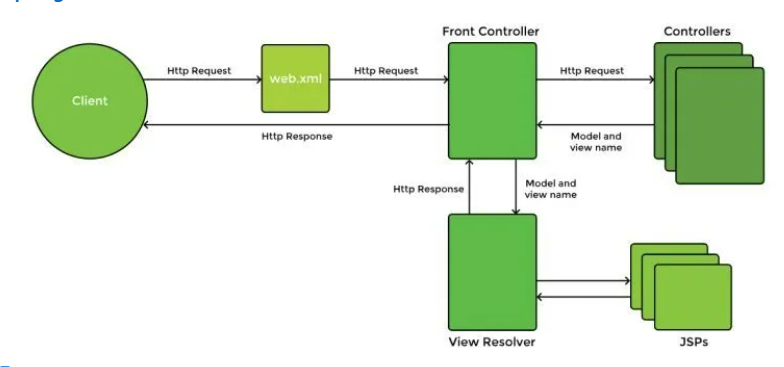 Front Controller
Controllers
Http Request
Http Request
Http Request
web.xml
Client
Http Response
Model and
view name
Http Response
Model and
view name
View Resolver
JSPs